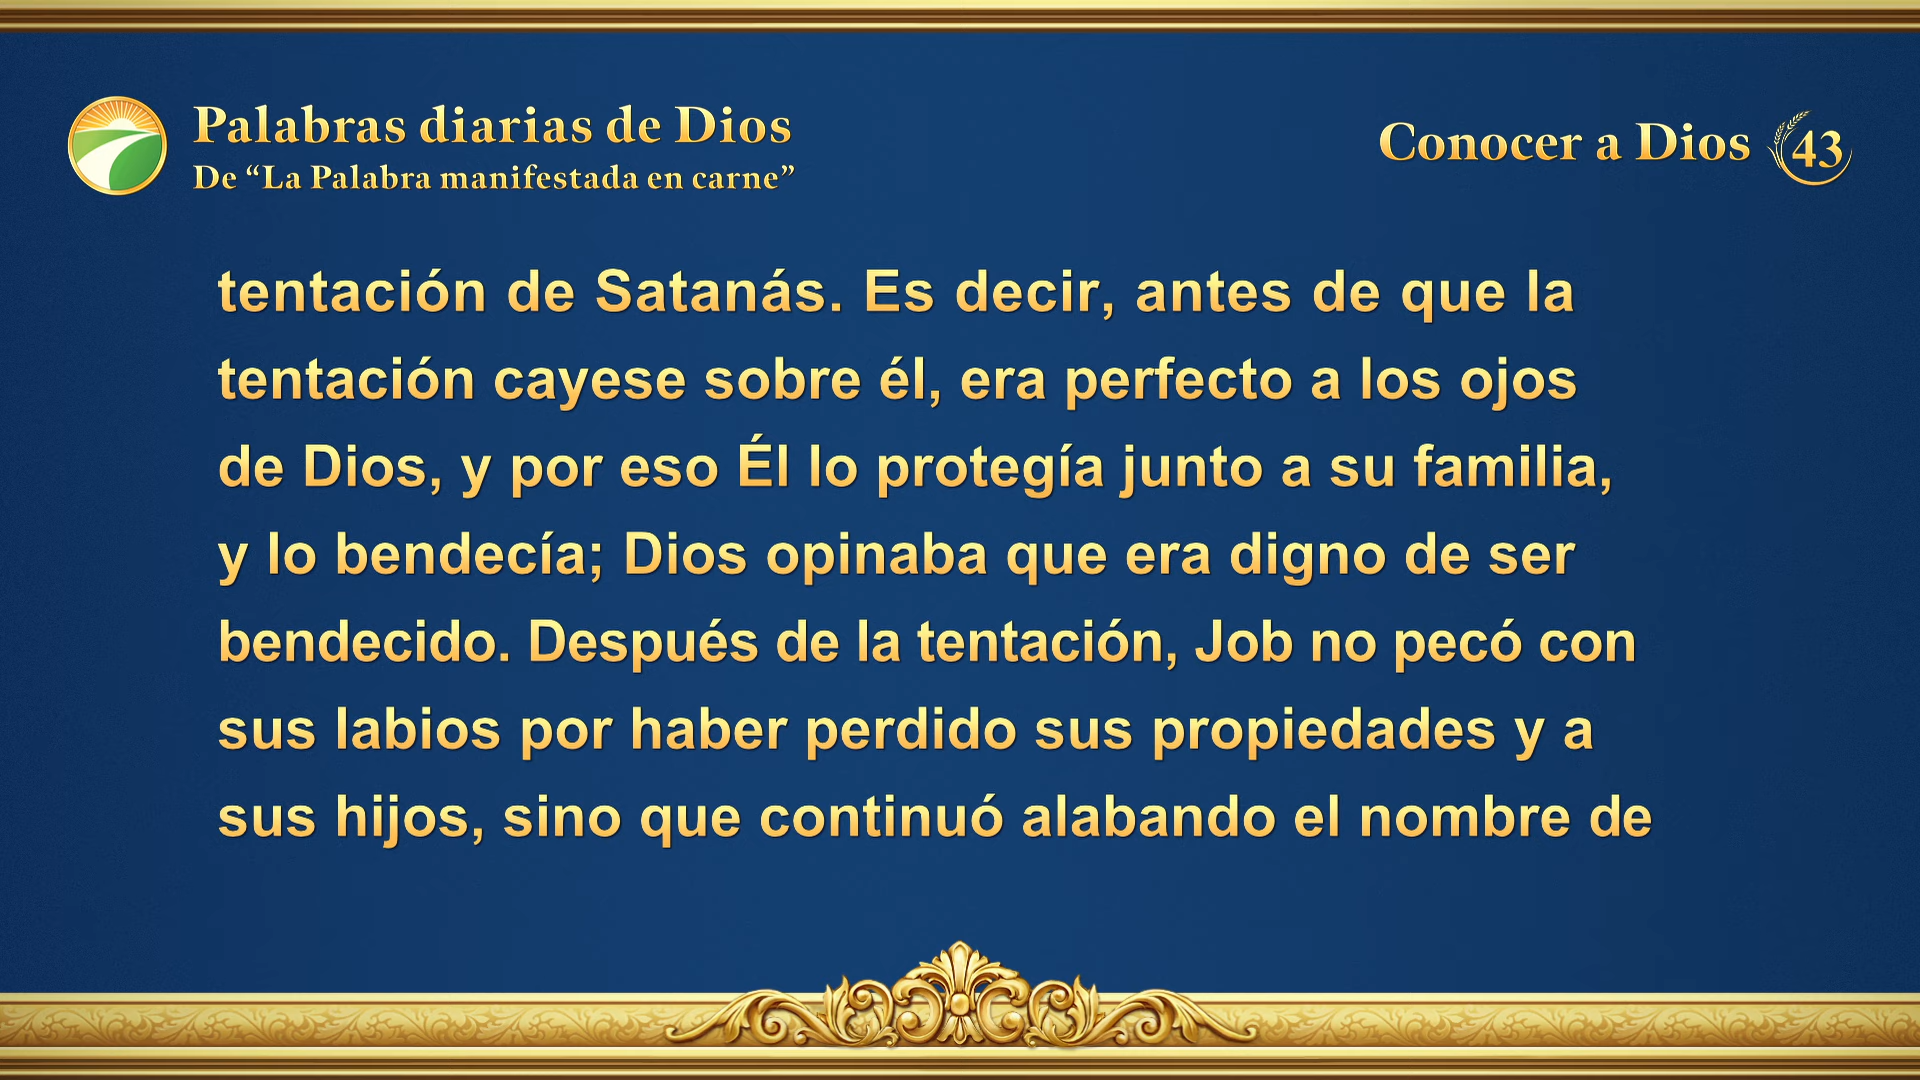 Palabras diarias de Dios
De “La Palabra manifestada en carne”
Conocer a Dios 43
tentación de Satanás. Es decir, antes de que la
tentación cayese sobre él, era perfecto a los ojos
de Dios, y por eso Él lo protegía junto a su familia,
y lo bendecía; Dios opinaba que era digno de ser
bendecido. Después de la tentación, Job no pecó con
sus labios por haber perdido sus propiedades y a
sus hijos, sino que continuó alabando el nombre de